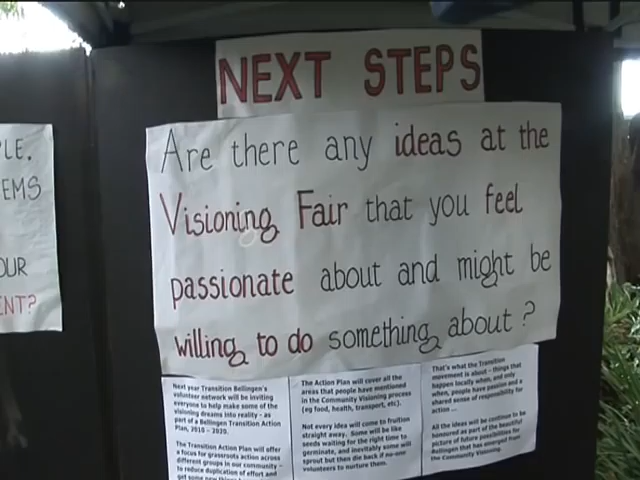 NEXT STEPS
Are there any ideas at the
Visioning Fair that you feel
passionate about and might be
willing to do something about?
PLE.
EMS
OUR
ENT?
Next year Transition Bellingen's
volunteer network will be inviting
everyone to help make some of the
visioning dreams into reality - as
part of a Bellingen Transition Action
Plan, 2010 - 2020.
The Transition Action Plan will offer
a focus for grassroots action across
different groups in our community -
to reduce duplication of effort and
get some new things
The Action Plan will cover all the
areas that people have mentioned
in the Community Visioning process
(eg food, health, transport, etc).
Not every idea will come to fruition
straight away. Some will be like
seeds waiting for the right time to
germinate, and inevitably some will
sprout but then die back if no-one
volunteers to nurture them.
That's what the Transition
movement is about - things that
happen locally when, and only
when, people have passion and a
shared sense of responsibility for
action ...
All the ideas will continue to be
honoured as part of the beautiful
picture of future possibilities for
Bellingen that has emerged from
the Community Visioning.